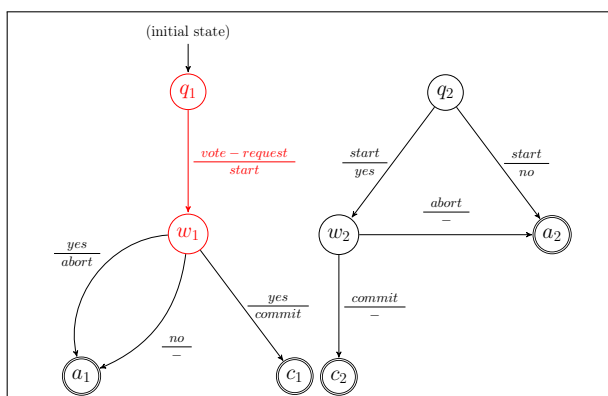 (initial state)
q1
q2
vote − request
start
start
yes
start
no
w1
w2
a2
abort
−
yes
abort
yes
commit
commit
−
no
−
a1
c1
c2